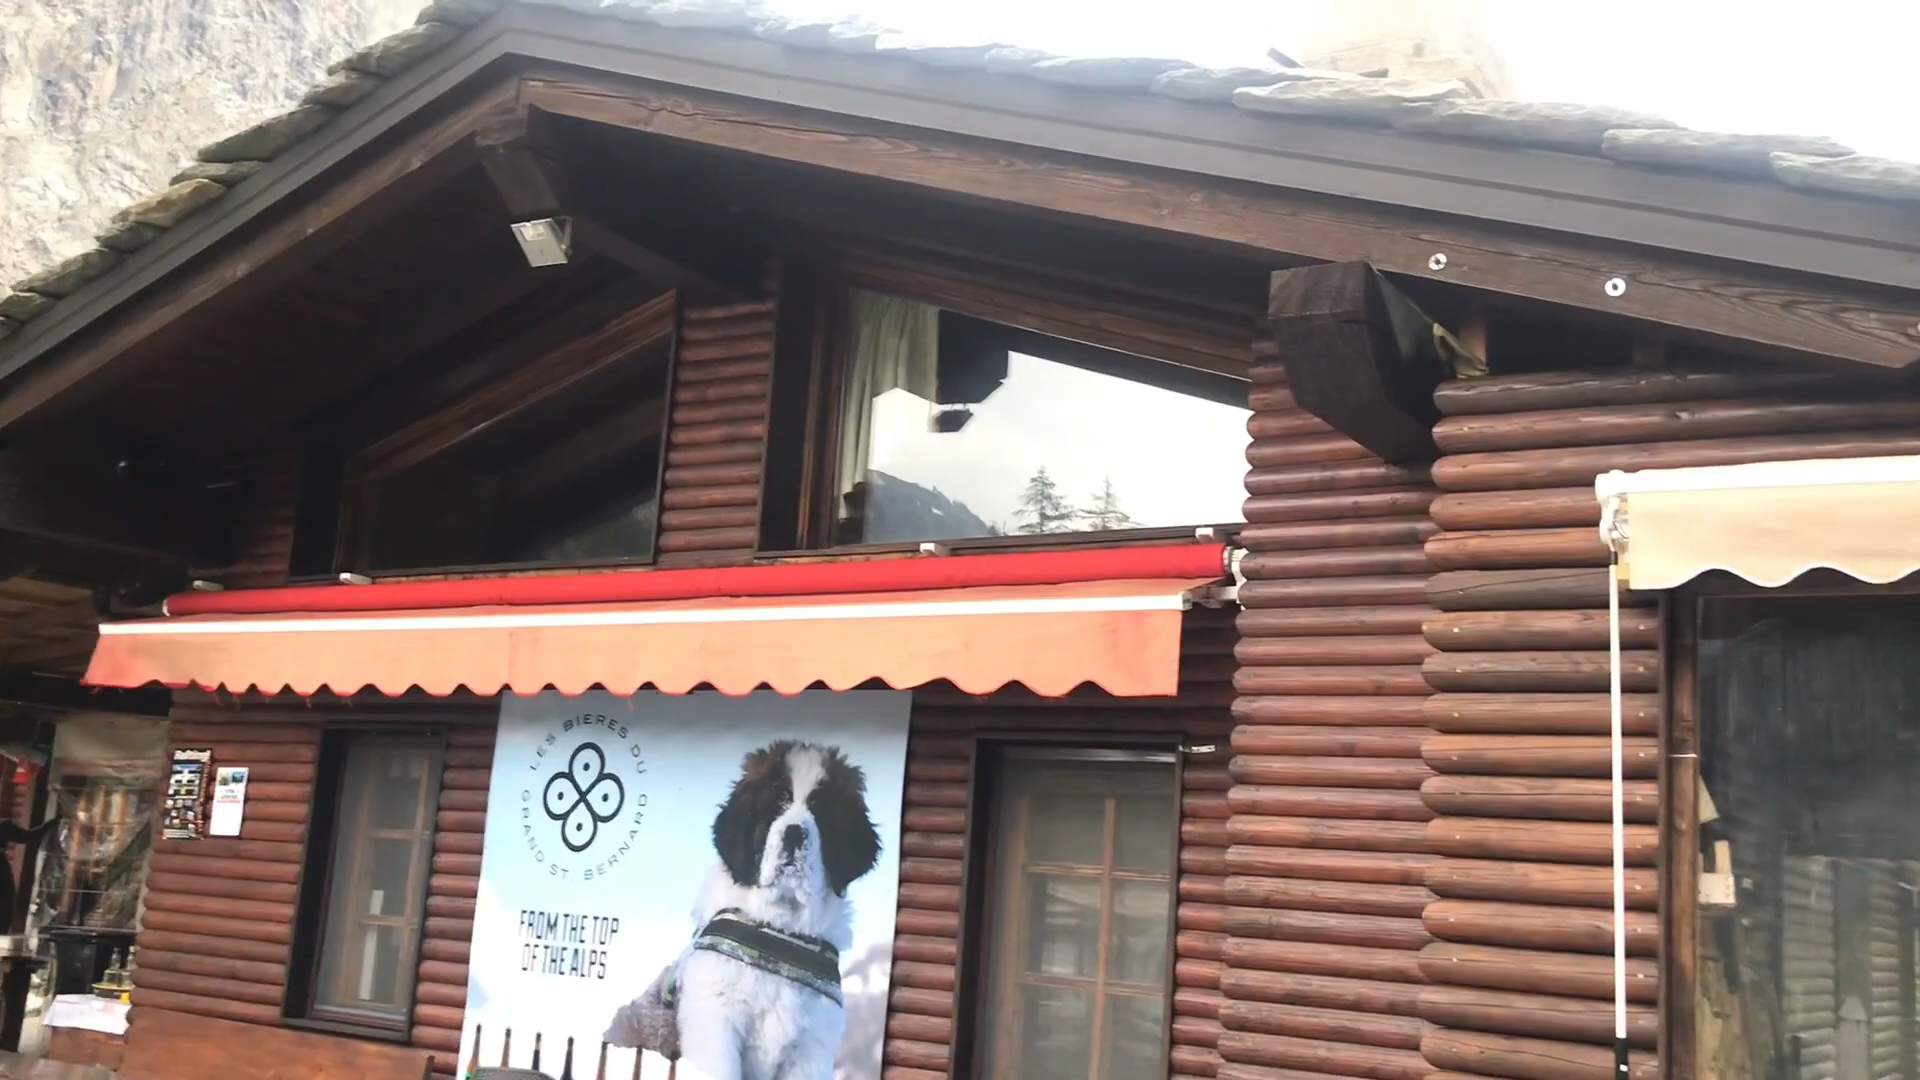 LES BIERES DU
GRAND ST. BERNARD
FROM THE TOP
OF THE ALPS